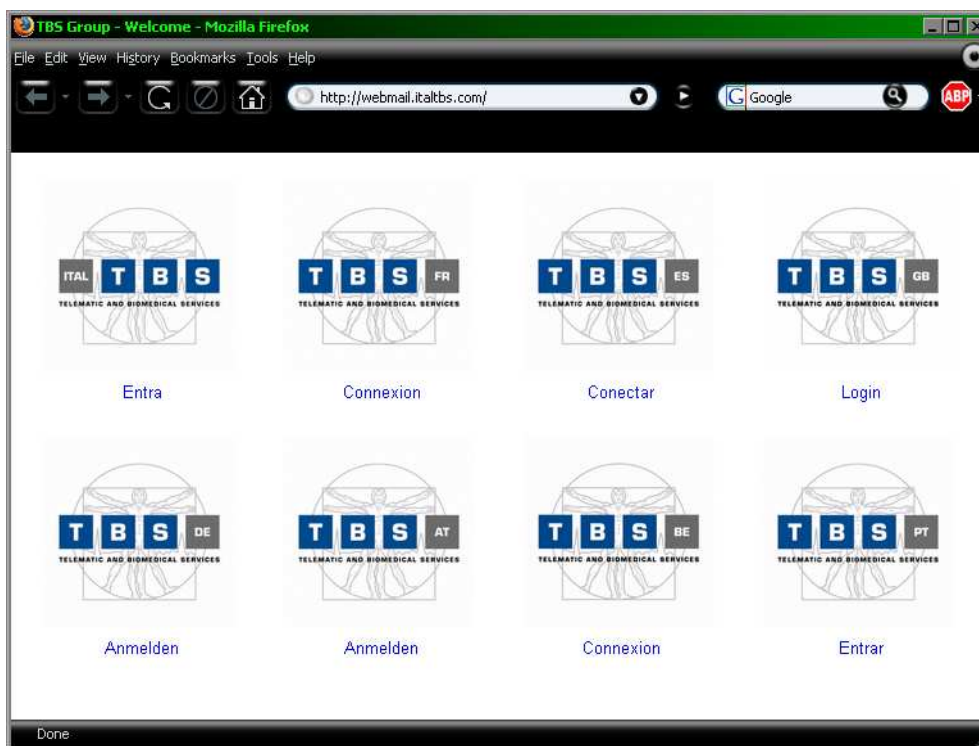 TBS Group - Welcome - Mozilla Firefox
File Edit View History Bookmarks Tools Help
http://webmail.italtbs.com/
G Google
ABP
ITAL T B S
TELEMATIC AND BIOMEDICAL SERVICES
T B S FR
TELEMATIC AND BIOMEDICAL SERVICES
T B S ES
TELEMATIC AND BIOMEDICAL SERVICES
T B S GB
TELEMATIC AND BIOMEDICAL SERVICES
Entra
Connexion
Conectar
Login
T B S DE
TELEMATIC AND BIOMEDICAL SERVICES
T B S AT
TELEMATIC AND BIOMEDICAL SERVICES
T B S BE
TELEMATIC AND BIOMEDICAL SERVICES
T B S PT
TELEMATIC AND BIOMEDICAL SERVICES
Anmelden
Anmelden
Connexion
Entrar
Done